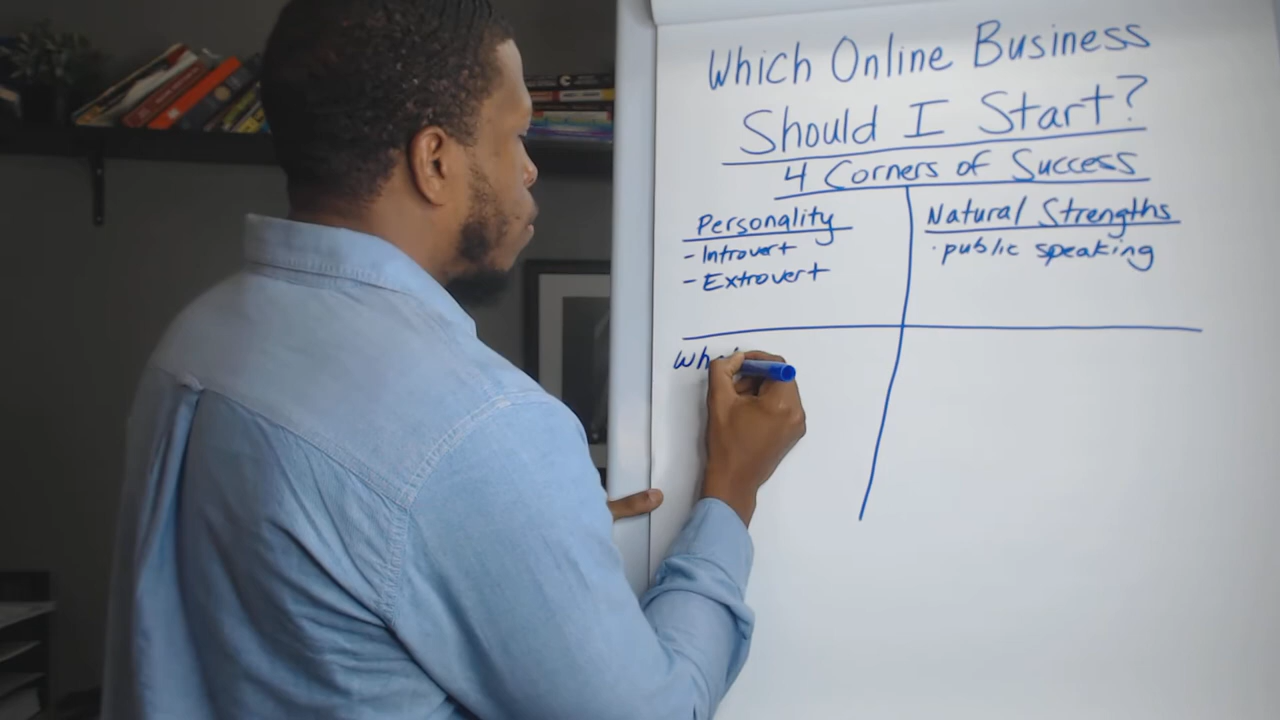 Which Online Business
Should I Start?
4 Corners of Success
Personality
- Introvert
- Extrovert
Natural Strengths
· public speaking